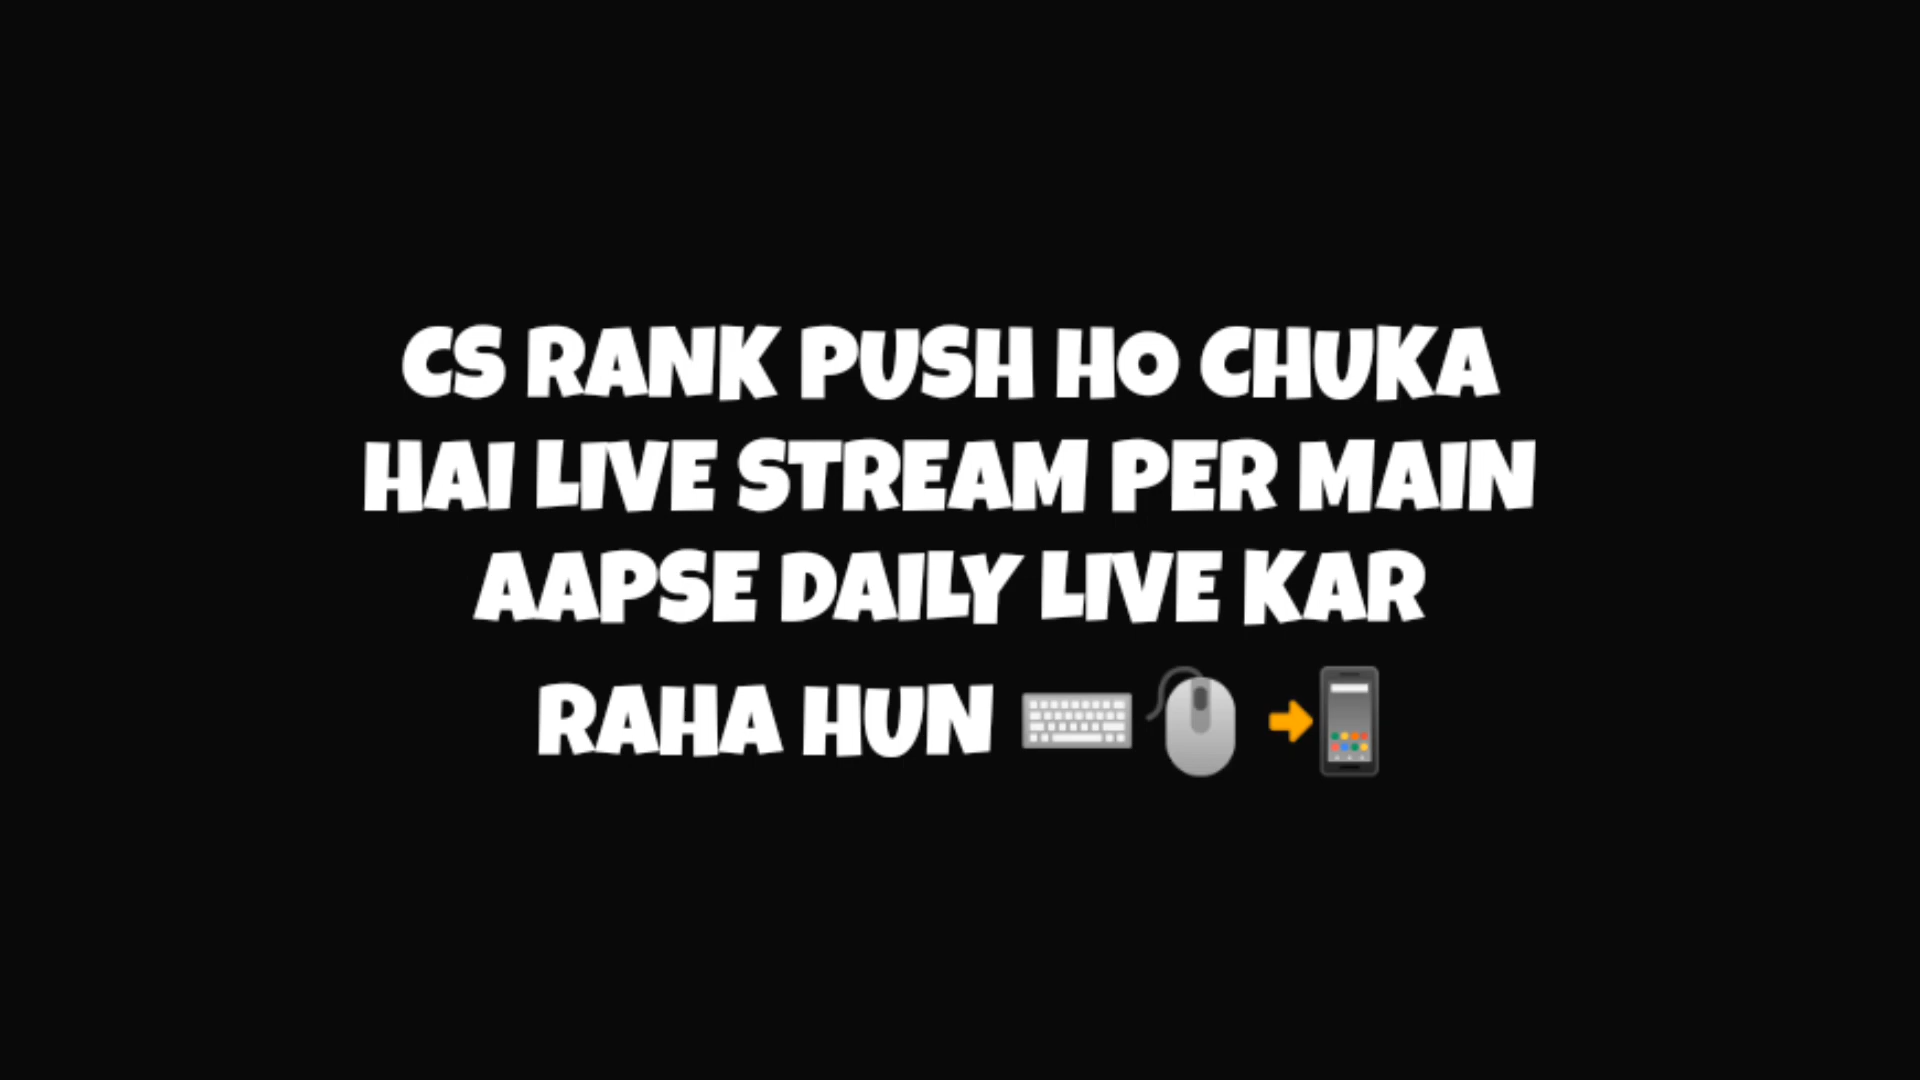 CS RANK PUSH HO CHUKA
HAI LIVE STREAM PER MAIN
AAPSE DAILY LIVE KAR
RAHA HUN ⌨️🖱️📲